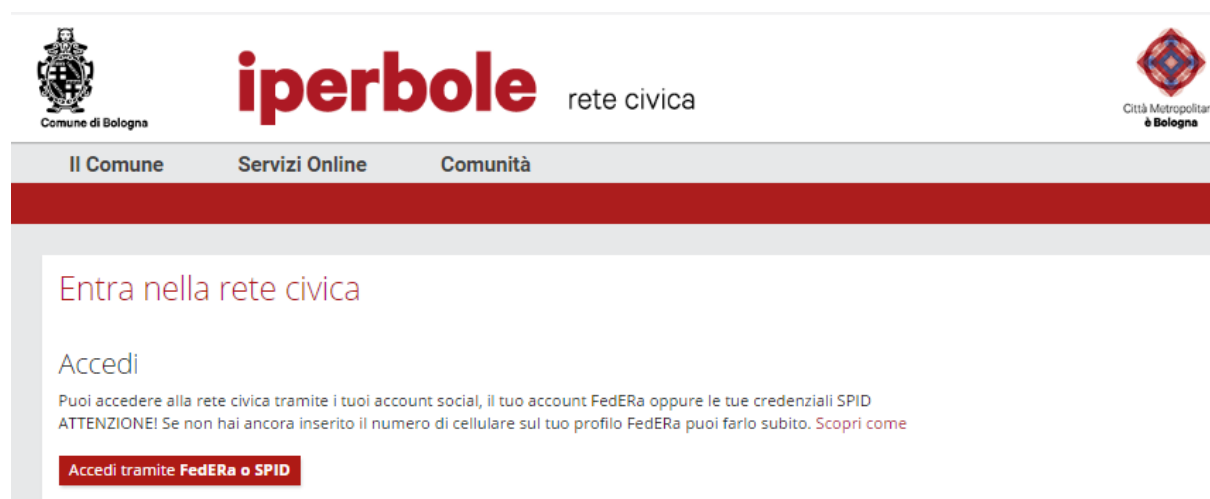 Comune di Bologna
iperbole rete civica
Città Metropolitan
è Bologna
Il Comune Servizi Online Comunità
Entra nella rete civica
Accedi
Puoi accedere alla rete civica tramite i tuoi account social, il tuo account FedERa oppure le tue credenziali SPID
ATTENZIONE! Se non hai ancora inserito il numero di cellulare sul tuo profilo FedERa puoi farlo subito. Scopri come
Accedi tramite FedERa o SPID